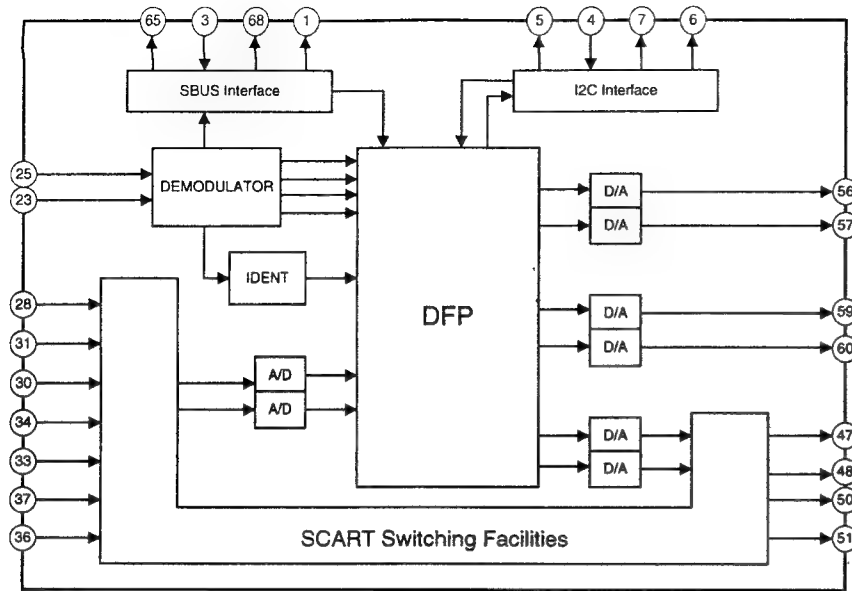 65 3 68 1 5 4 7 6
SBUS Interface
I2C Interface
25
23
DEMODULATOR
IDENT
DFP
D/A
D/A
56
57
28
31
30
34
33
37
36
A/D
A/D
D/A
D/A
59
60
D/A
D/A
47
48
50
51
SCART Switching Facilities